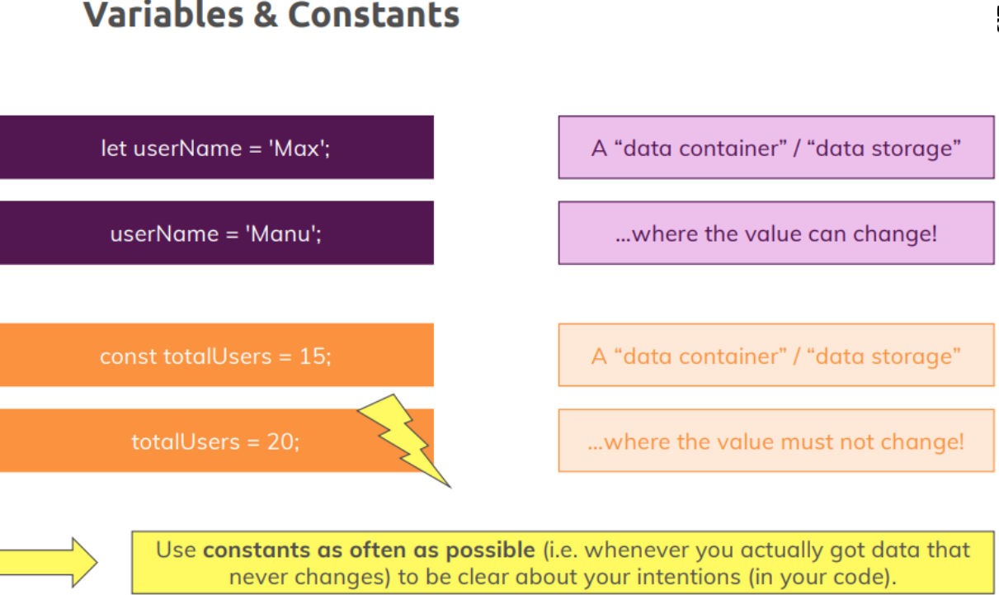 Variables & Constants
let userName = 'Max';
A “data container” / “data storage”
userName = 'Manu';
…where the value can change!
const totalUsers = 15;
A “data container” / “data storage”
totalUsers = 20;
…where the value must not change!
Use constants as often as possible (i.e. whenever you actually got data that
never changes) to be clear about your intentions (in your code).